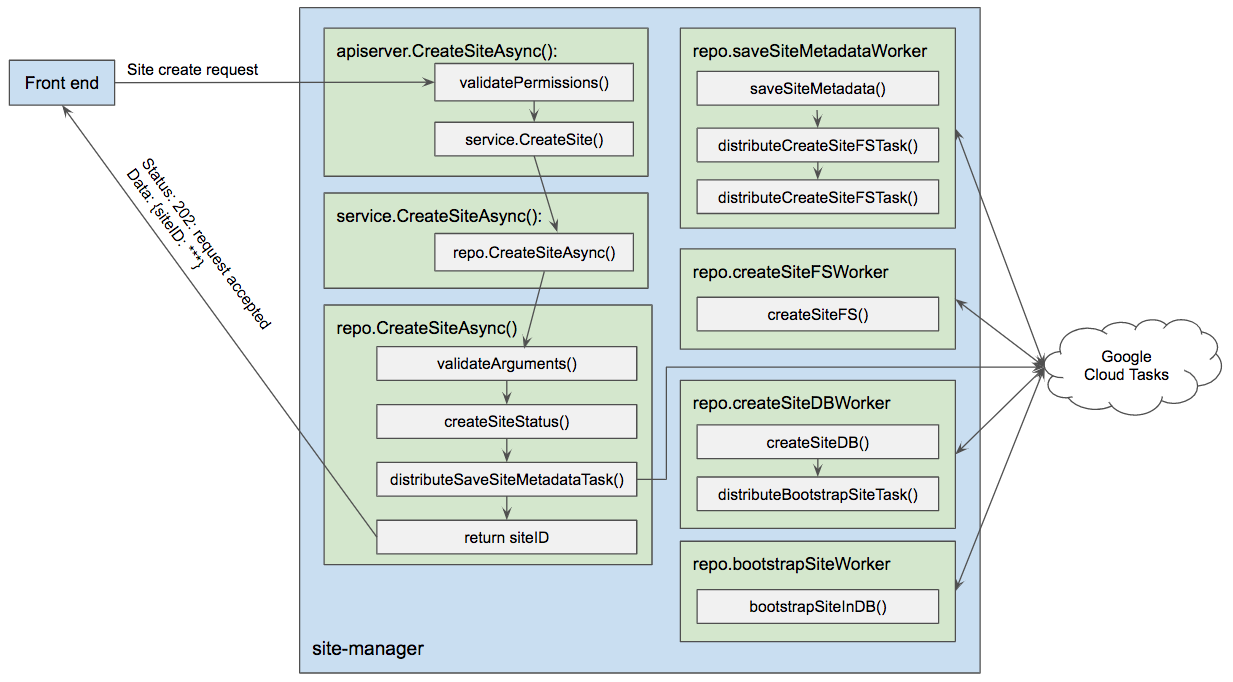 Front end
Site create request
Status: 202: request accepted
Data: {siteID: ***}
apiserver.CreateSiteAsync():
validatePermissions()
service.CreateSite()
service.CreateSiteAsync():
repo.CreateSiteAsync()
repo.CreateSiteAsync()
validateArguments()
createSiteStatus()
distributeSaveSiteMetadataTask()
return siteID
site-manager
repo.saveSiteMetadataWorker
saveSiteMetadata()
distributeCreateSiteFSTask()
distributeCreateSiteFSTask()
repo.createSiteFSWorker
createSiteFS()
repo.createSiteDBWorker
createSiteDB()
distributeBootstrapSiteTask()
repo.bootstrapSiteWorker
bootstrapSiteInDB()
Google
Cloud Tasks